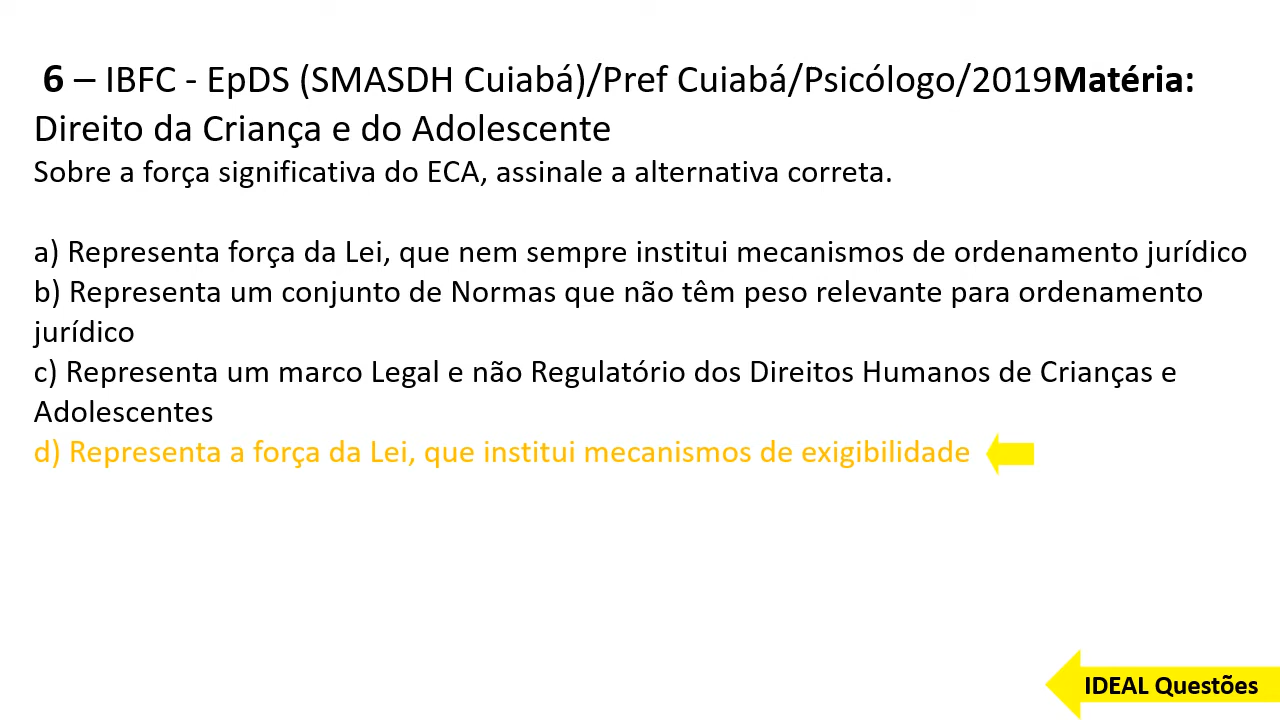 6 – IBFC - EpDS (SMASDH Cuiabá)/Pref Cuiabá/Psicólogo/2019Matéria:
Direito da Criança e do Adolescente
Sobre a força significativa do ECA, assinale a alternativa correta.
a) Representa força da Lei, que nem sempre institui mecanismos de ordenamento jurídico
b) Representa um conjunto de Normas que não têm peso relevante para ordenamento
jurídico
c) Representa um marco Legal e não Regulatório dos Direitos Humanos de Crianças e
Adolescentes
d) Representa a força da Lei, que institui mecanismos de exigibilidade
IDEAL Questões